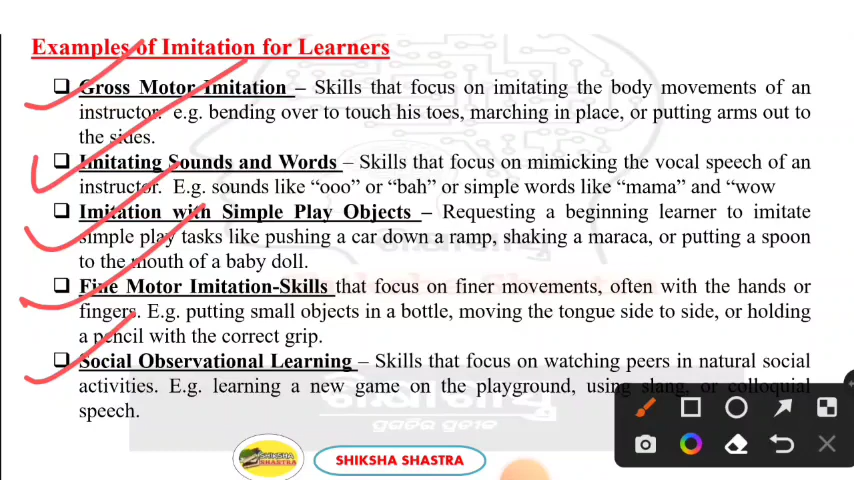 Examples of Imitation for Learners
❑ Gross Motor Imitation – Skills that focus on imitating the body movements of an
instructor. e.g. bending over to touch his toes, marching in place, or putting arms out to
the sides.
❑ Imitating Sounds and Words – Skills that focus on mimicking the vocal speech of an
instructor. E.g. sounds like “ooo” or “bah” or simple words like “mama” and “wow
❑ Imitation with Simple Play Objects – Requesting a beginning learner to imitate
simple play tasks like pushing a car down a ramp, shaking a maraca, or putting a spoon
to the mouth of a baby doll.
❑ Fine Motor Imitation-Skills that focus on finer movements, often with the hands or
fingers. E.g. putting small objects in a bottle, moving the tongue side to side, or holding
a pencil with the correct grip.
❑ Social Observational Learning – Skills that focus on watching peers in natural social
activities. E.g. learning a new game on the playground, using slang, or colloquial
speech.
SHIKSHA
SHASTRA
SHIKSHA SHASTRA